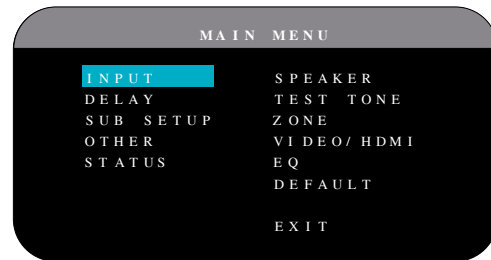 MAIN MENU
INPUT SPEAKER
DELAY TEST TONE
SUB SETUP ZONE
OTHER VIDEO/HDMI
STATUS EQ
DEFAULT
EXIT